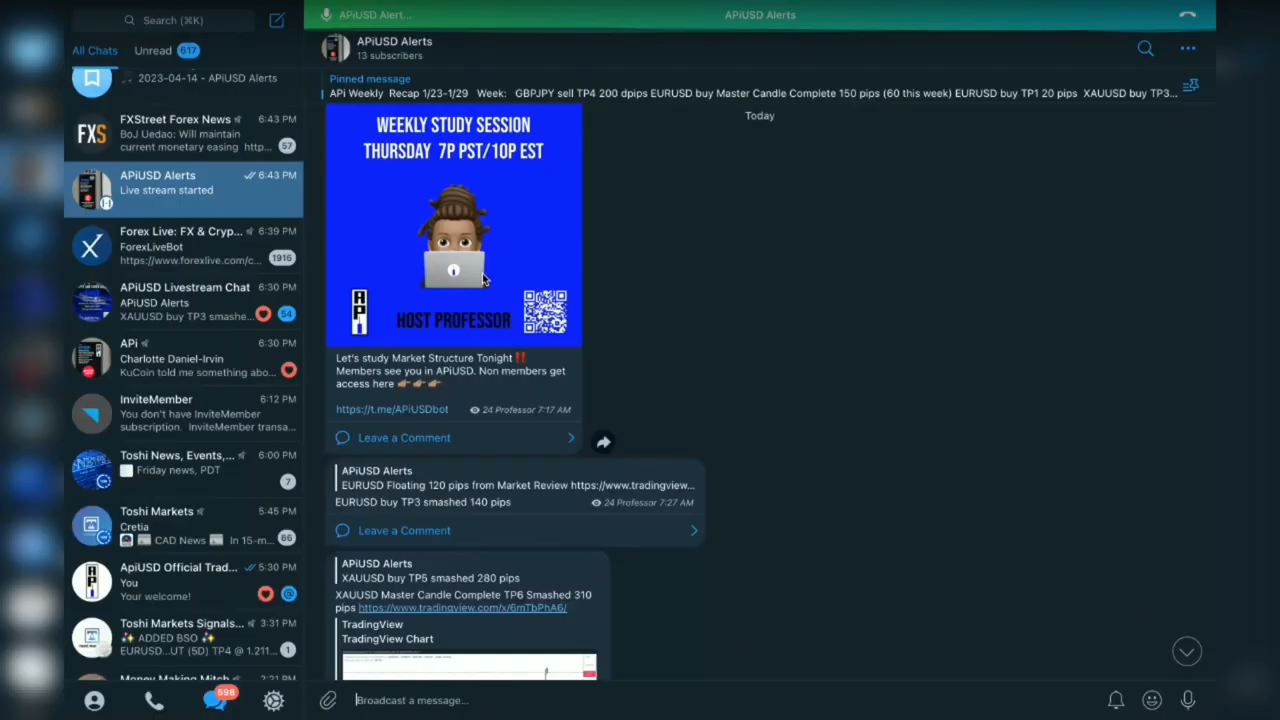 Search (⌘K)
APiUSD Alert...
APiUSD Alerts
All Chats
Unread 617
APiUSD Alerts
13 subscribers
2023-04-14 - APiUSD Alerts
Pinned message
APi Weekly Recap 1/23-1/29 Week: GBPJPY sell TP4 200 dpips EURUSD buy Master Candle Complete 150 pips (60 this week) EURUSD buy TP1 20 pips XAUUSD buy TP3...
FXS
FXStreet Forex News 6:43 PM
BoJ Uedao: Will maintain
current monetary easing http... 57
APiUSD Alerts 6:43 PM
Live stream started
Forex Live: FX & Cryp... 6:39 PM
ForexLiveBot
https://www.forexlive.com/c... 1916
APiUSD Livestream Chat 6:30 PM
APiUSD Alerts
XAUUSD buy TP3 smashe... 54
APi 6:30 PM
Charlotte Daniel-Irvin
KuCoin told me something abo...
InviteMember 6:12 PM
You don't have InviteMember
subscription. InviteMember transa...
Toshi News, Events,... 6:00 PM
Friday news, PDT
7
Toshi Markets 5:45 PM
Cretia
CAD News In 15-m... 66
ApiUSD Official Trad... 5:30 PM
You
Your welcome! @
Toshi Markets Signals... 3:31 PM
✨ ADDED BSO ✨
EURUSD...UT (5D) TP4 @ 1.211... 1
Money Making Mitch 2:21 PM
598
Today
WEEKLY STUDY SESSION
THURSDAY 7P PST/10P EST
API
HOST PROFESSOR
Let's study Market Structure Tonight ‼️
Members see you in APiUSD. Non members get
access here 👉🏽👉🏽👉🏽
https://t.me/APiUSDbot 24 Professor 7:17 AM
Leave a Comment
APiUSD Alerts
EURUSD Floating 120 pips from Market Review https://www.tradingview...
EURUSD buy TP3 smashed 140 pips 24 Professor 7:27 AM
Leave a Comment
APiUSD Alerts
XAUUSD buy TP5 smashed 280 pips
XAUUSD Master Candle Complete TP6 Smashed 310
pips https://www.tradingview.com/x/6mTbPhA6/
TradingView
TradingView Chart
Broadcast a message...